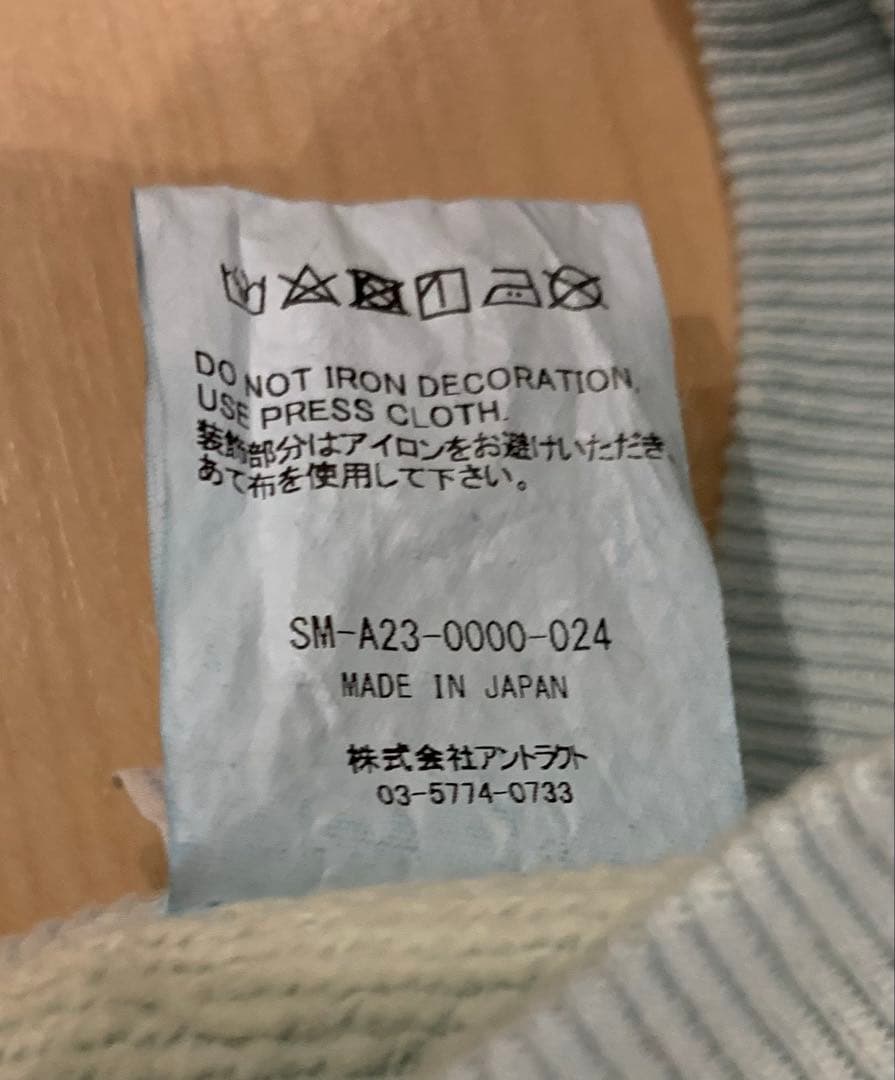 DO NOT IRON DECORATION,
USE PRESS CLOTH.
装飾部分はアイロンをお避けいただき、
あて布を使用して下さい。
SM-A23-0000-024
MADE IN JAPAN
株式会社アントラクト
03-5774-0733